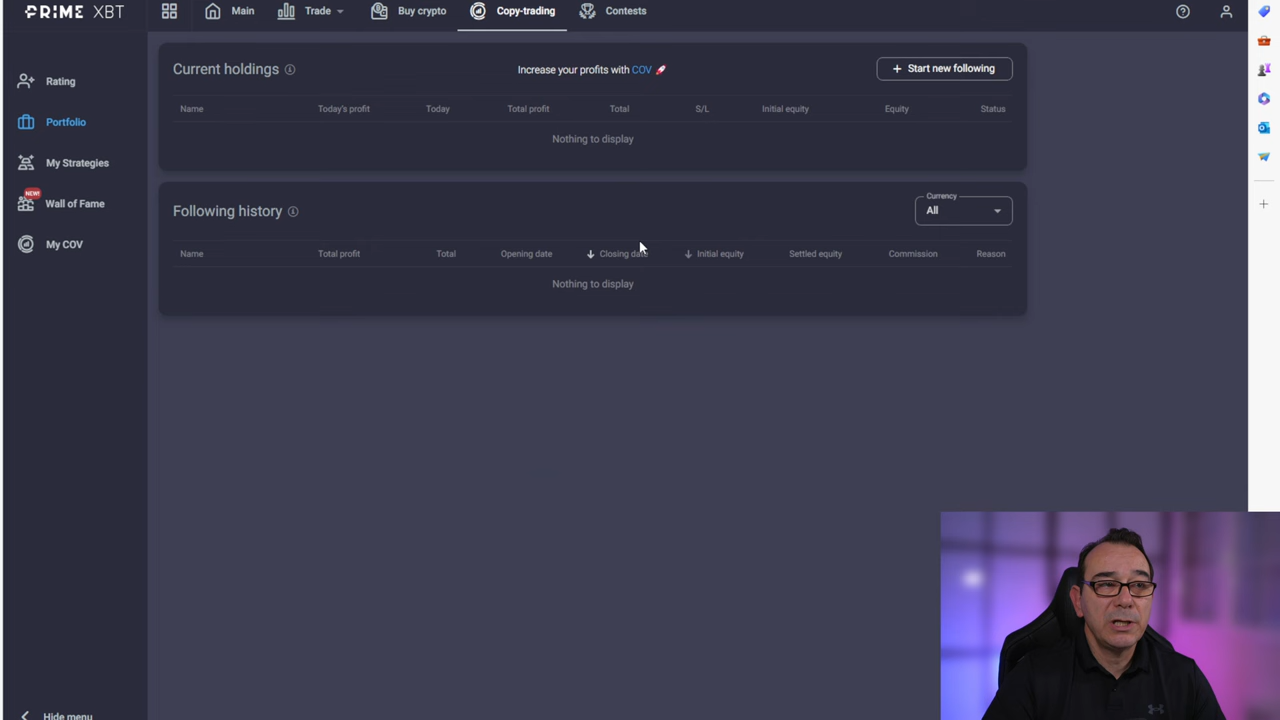 PRIME XBT
Main
Trade
Buy crypto
Copy-trading
Contests
Rating
Portfolio
My Strategies
NEW!
Wall of Fame
My COV
Hide menu
Current holdings
Increase your profits with COV 🚀
+ Start new following
Name Today's profit Today Total profit Total S/L Initial equity Equity Status
Nothing to display
Following history
Currency
All
Name Total profit Total Opening date Closing date Initial equity Settled equity Commission Reason
Nothing to display